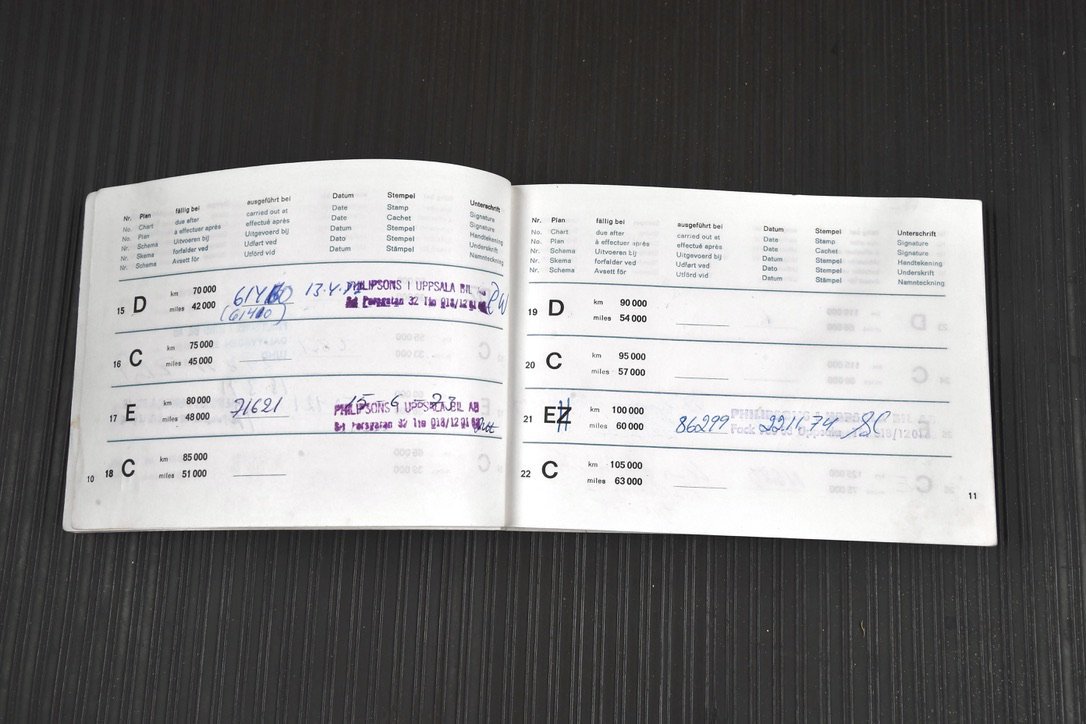 Nr. Plan fällig bei ausgeführt bei Datum Stempel Unterschrift
No. Chart due after carried out at Date Stamp Signature
No. Plan à effectuer après effectué après Date Cachet Signature
Nr. Schema Uitvoeren bij Uitgevoerd bij Datum Stempel Handtekening
Nr. Skema forfalder ved Udført ved Dato Stempel Underskrift
Nr. Schema Avsett för Utförd vid Datum Stämpel Namnteckning
15 D km 70 000
miles 42 000
(61400)
13.4.
PHILIPSONS I UPPSALA BIL
16 C km 75 000
miles 45 000
17 E km 80 000
miles 48 000
71621 15-6-73
PHILIPSONS I UPPSALA BIL AB
10 18 C km 85 000
miles 51 000
Nr. Plan fällig bei ausgeführt bei Datum Stempel Unterschrift
No. Chart due after carried out at Date Stamp Signature
No. Plan à effectuer après effectué après Date Cachet Signature
Nr. Schema Uitvoeren bij Uitgevoerd bij Datum Stempel Handtekening
Nr. Skema forfalder ved Udført ved Dato Stempel Underskrift
Nr. Schema Avsett för Utförd vid Datum Stämpel Namnteckning
19 D km 90 000
miles 54 000
20 C km 95 000
miles 57 000
21 E km 100 000
miles 60 000
86299 2211 74
22 C km 105 000
miles 63 000
11